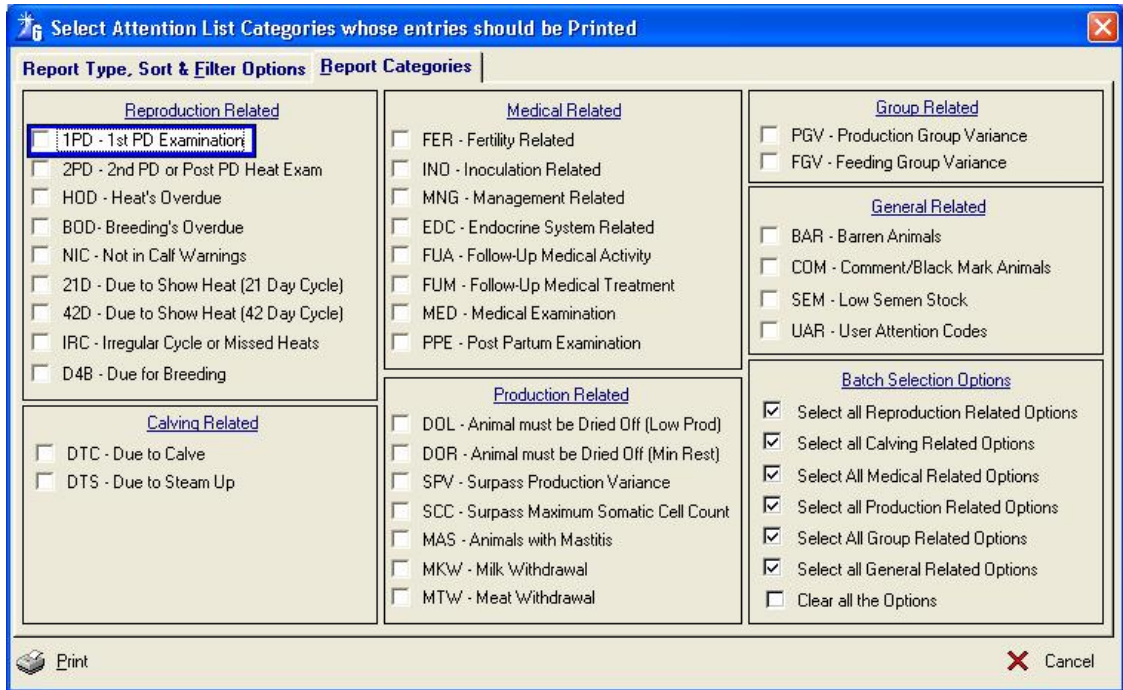 Select Attention List Categories whose entries should be Printed
Report Type, Sort & Filter Options
Report Categories
Reproduction Related
1PD - 1st PD Examination
2PD - 2nd PD or Post PD Heat Exam
HOD - Heat's Overdue
BOD- Breeding's Overdue
NIC - Not in Calf Warnings
21D - Due to Show Heat (21 Day Cycle)
42D - Due to Show Heat (42 Day Cycle)
IRC - Irregular Cycle or Missed Heats
D4B - Due for Breeding
Calving Related
DTC - Due to Calve
DTS - Due to Steam Up
Medical Related
FER - Fertility Related
INO - Inoculation Related
MNG - Management Related
EDC - Endocrine System Related
FUA - Follow-Up Medical Activity
FUM - Follow-Up Medical Treatment
MED - Medical Examination
PPE - Post Partum Examination
Production Related
DOL - Animal must be Dried Off (Low Prod)
DOR - Animal must be Dried Off (Min Rest)
SPV - Surpass Production Variance
SCC - Surpass Maximum Somatic Cell Count
MAS - Animals with Mastitis
MKW - Milk Withdrawal
MTW - Meat Withdrawal
Group Related
PGV - Production Group Variance
FGV - Feeding Group Variance
General Related
BAR - Barren Animals
COM - Comment/Black Mark Animals
SEM - Low Semen Stock
UAR - User Attention Codes
Batch Selection Options
Select all Reproduction Related Options
Select all Calving Related Options
Select All Medical Related Options
Select all Production Related Options
Select All Group Related Options
Select all General Related Options
Clear all the Options
Print
Cancel